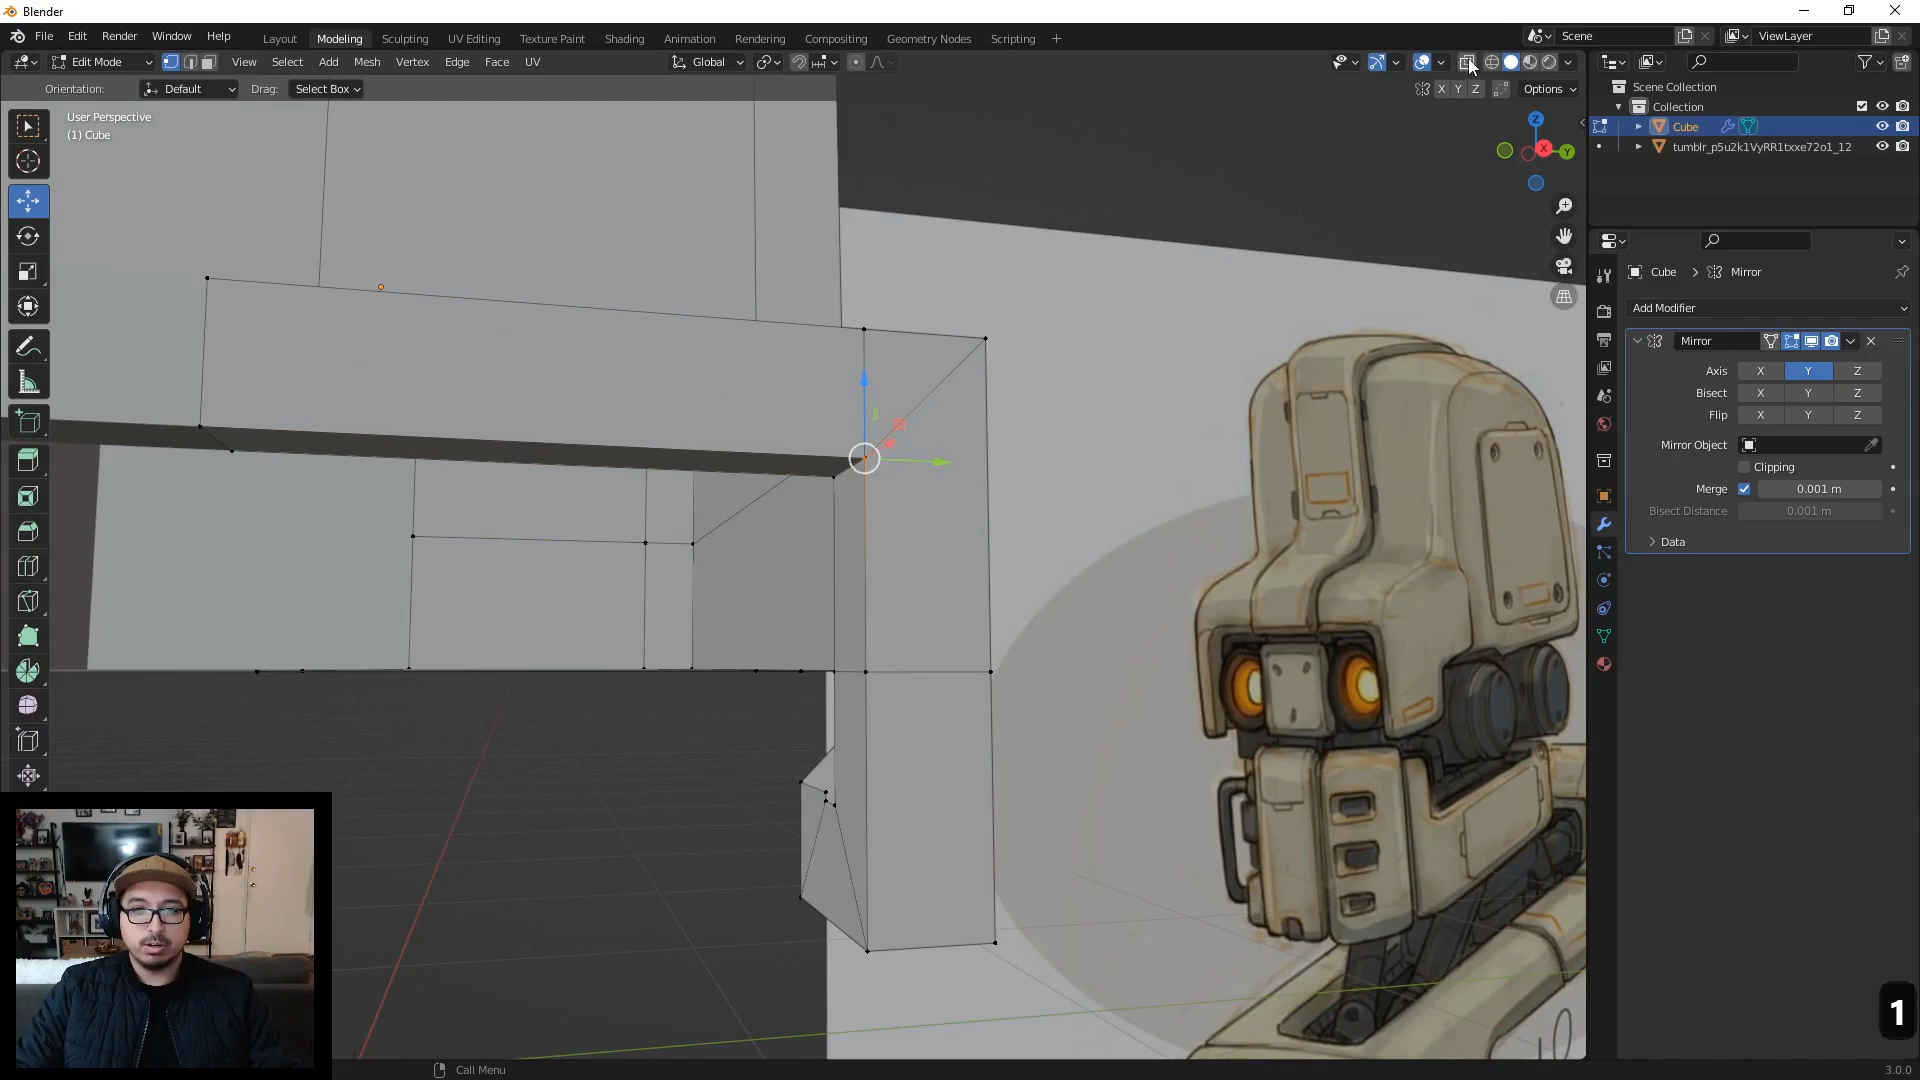 Blender
File Edit Render Window Help
Layout Modeling Sculpting UV Editing Texture Paint Shading Animation Rendering Compositing Geometry Nodes Scripting +
Scene
ViewLayer
Edit Mode
View Select Add Mesh Vertex Edge Face UV
Global
Orientation: Default Drag: Select Box
X Y Z Options
User Perspective
(1) Cube
Z
X
Y
Scene Collection
Collection
Cube
tumblr_p5u2k1VyRR1txxe72o1_12
Cube > Mirror
Add Modifier
Mirror
Axis X Y Z
Bisect X Y Z
Flip X Y Z
Mirror Object
Clipping
Merge 0.001 m
Bisect Distance 0.001 m
> Data
1
Call Menu
3.0.0